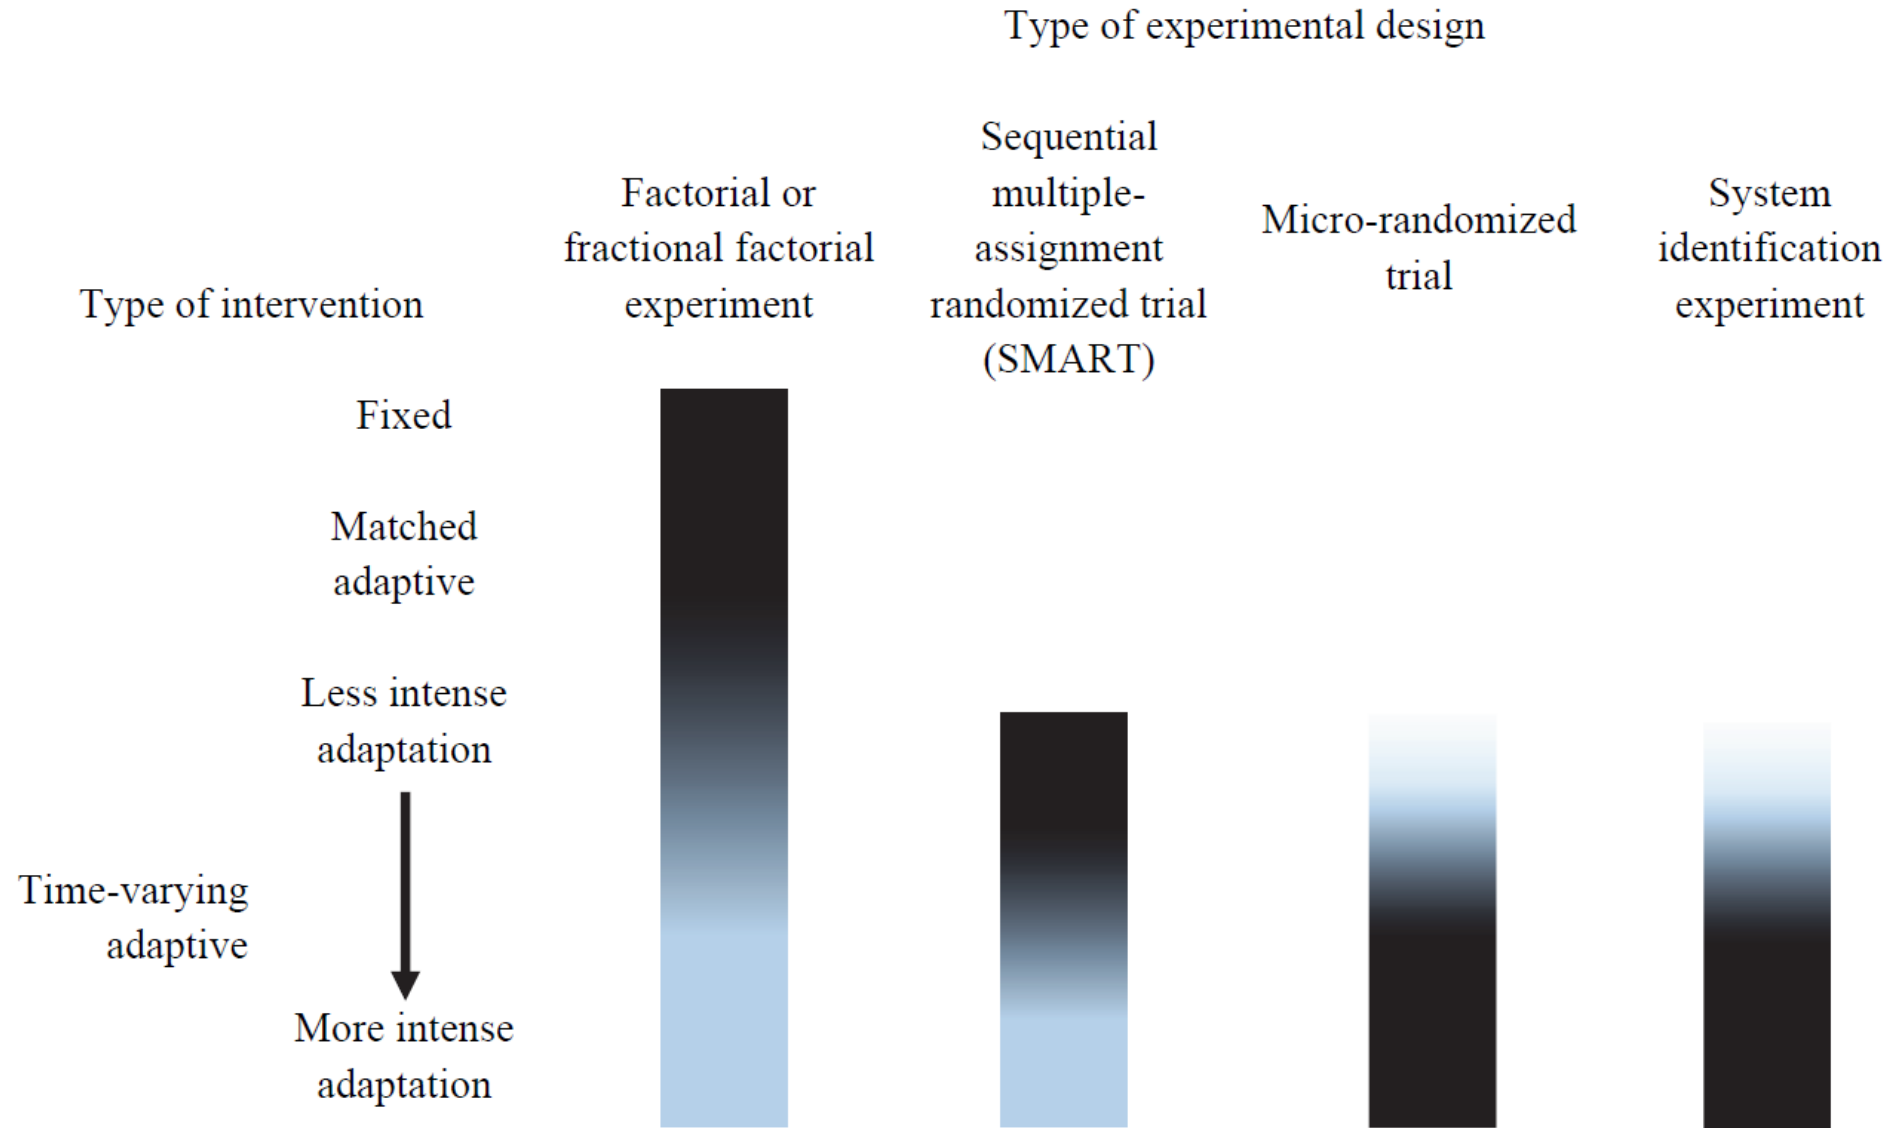 Type of experimental design
Type of intervention
Factorial or
fractional factorial
experiment
Sequential
multiple-
assignment
randomized trial
(SMART)
Micro-randomized
trial
System
identification
experiment
Fixed
Matched
adaptive
Less intense
adaptation
Time-varying
adaptive
More intense
adaptation